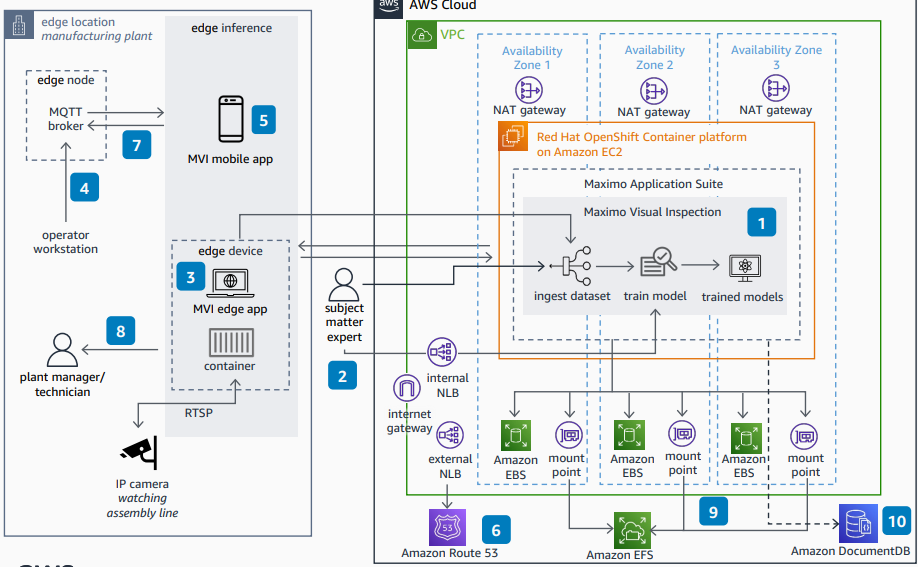 edge location
manufacturing plant
edge inference
edge node
MQTT
broker
7
4
operator
workstation
5
MVI mobile app
edge device
3
MVI edge app
container
8
plant manager/
technician
RTSP
IP camera
watching
assembly line
aws
AWS Cloud
VPC
Availability
Zone 1
Availability
Zone 2
Availability
Zone 3
NAT gateway
NAT gateway
NAT gateway
Red Hat OpenShift Container platform
on Amazon EC2
Maximo Application Suite
Maximo Visual Inspection
1
ingest dataset
train model
trained models
subject
matter
expert
2
internal
NLB
internet
gateway
external
NLB
Amazon
EBS
mount
point
Amazon
EBS
mount
point
Amazon
EBS
mount
point
53
6
Amazon Route 53
9
Amazon EFS
10
Amazon DocumentDB
aws